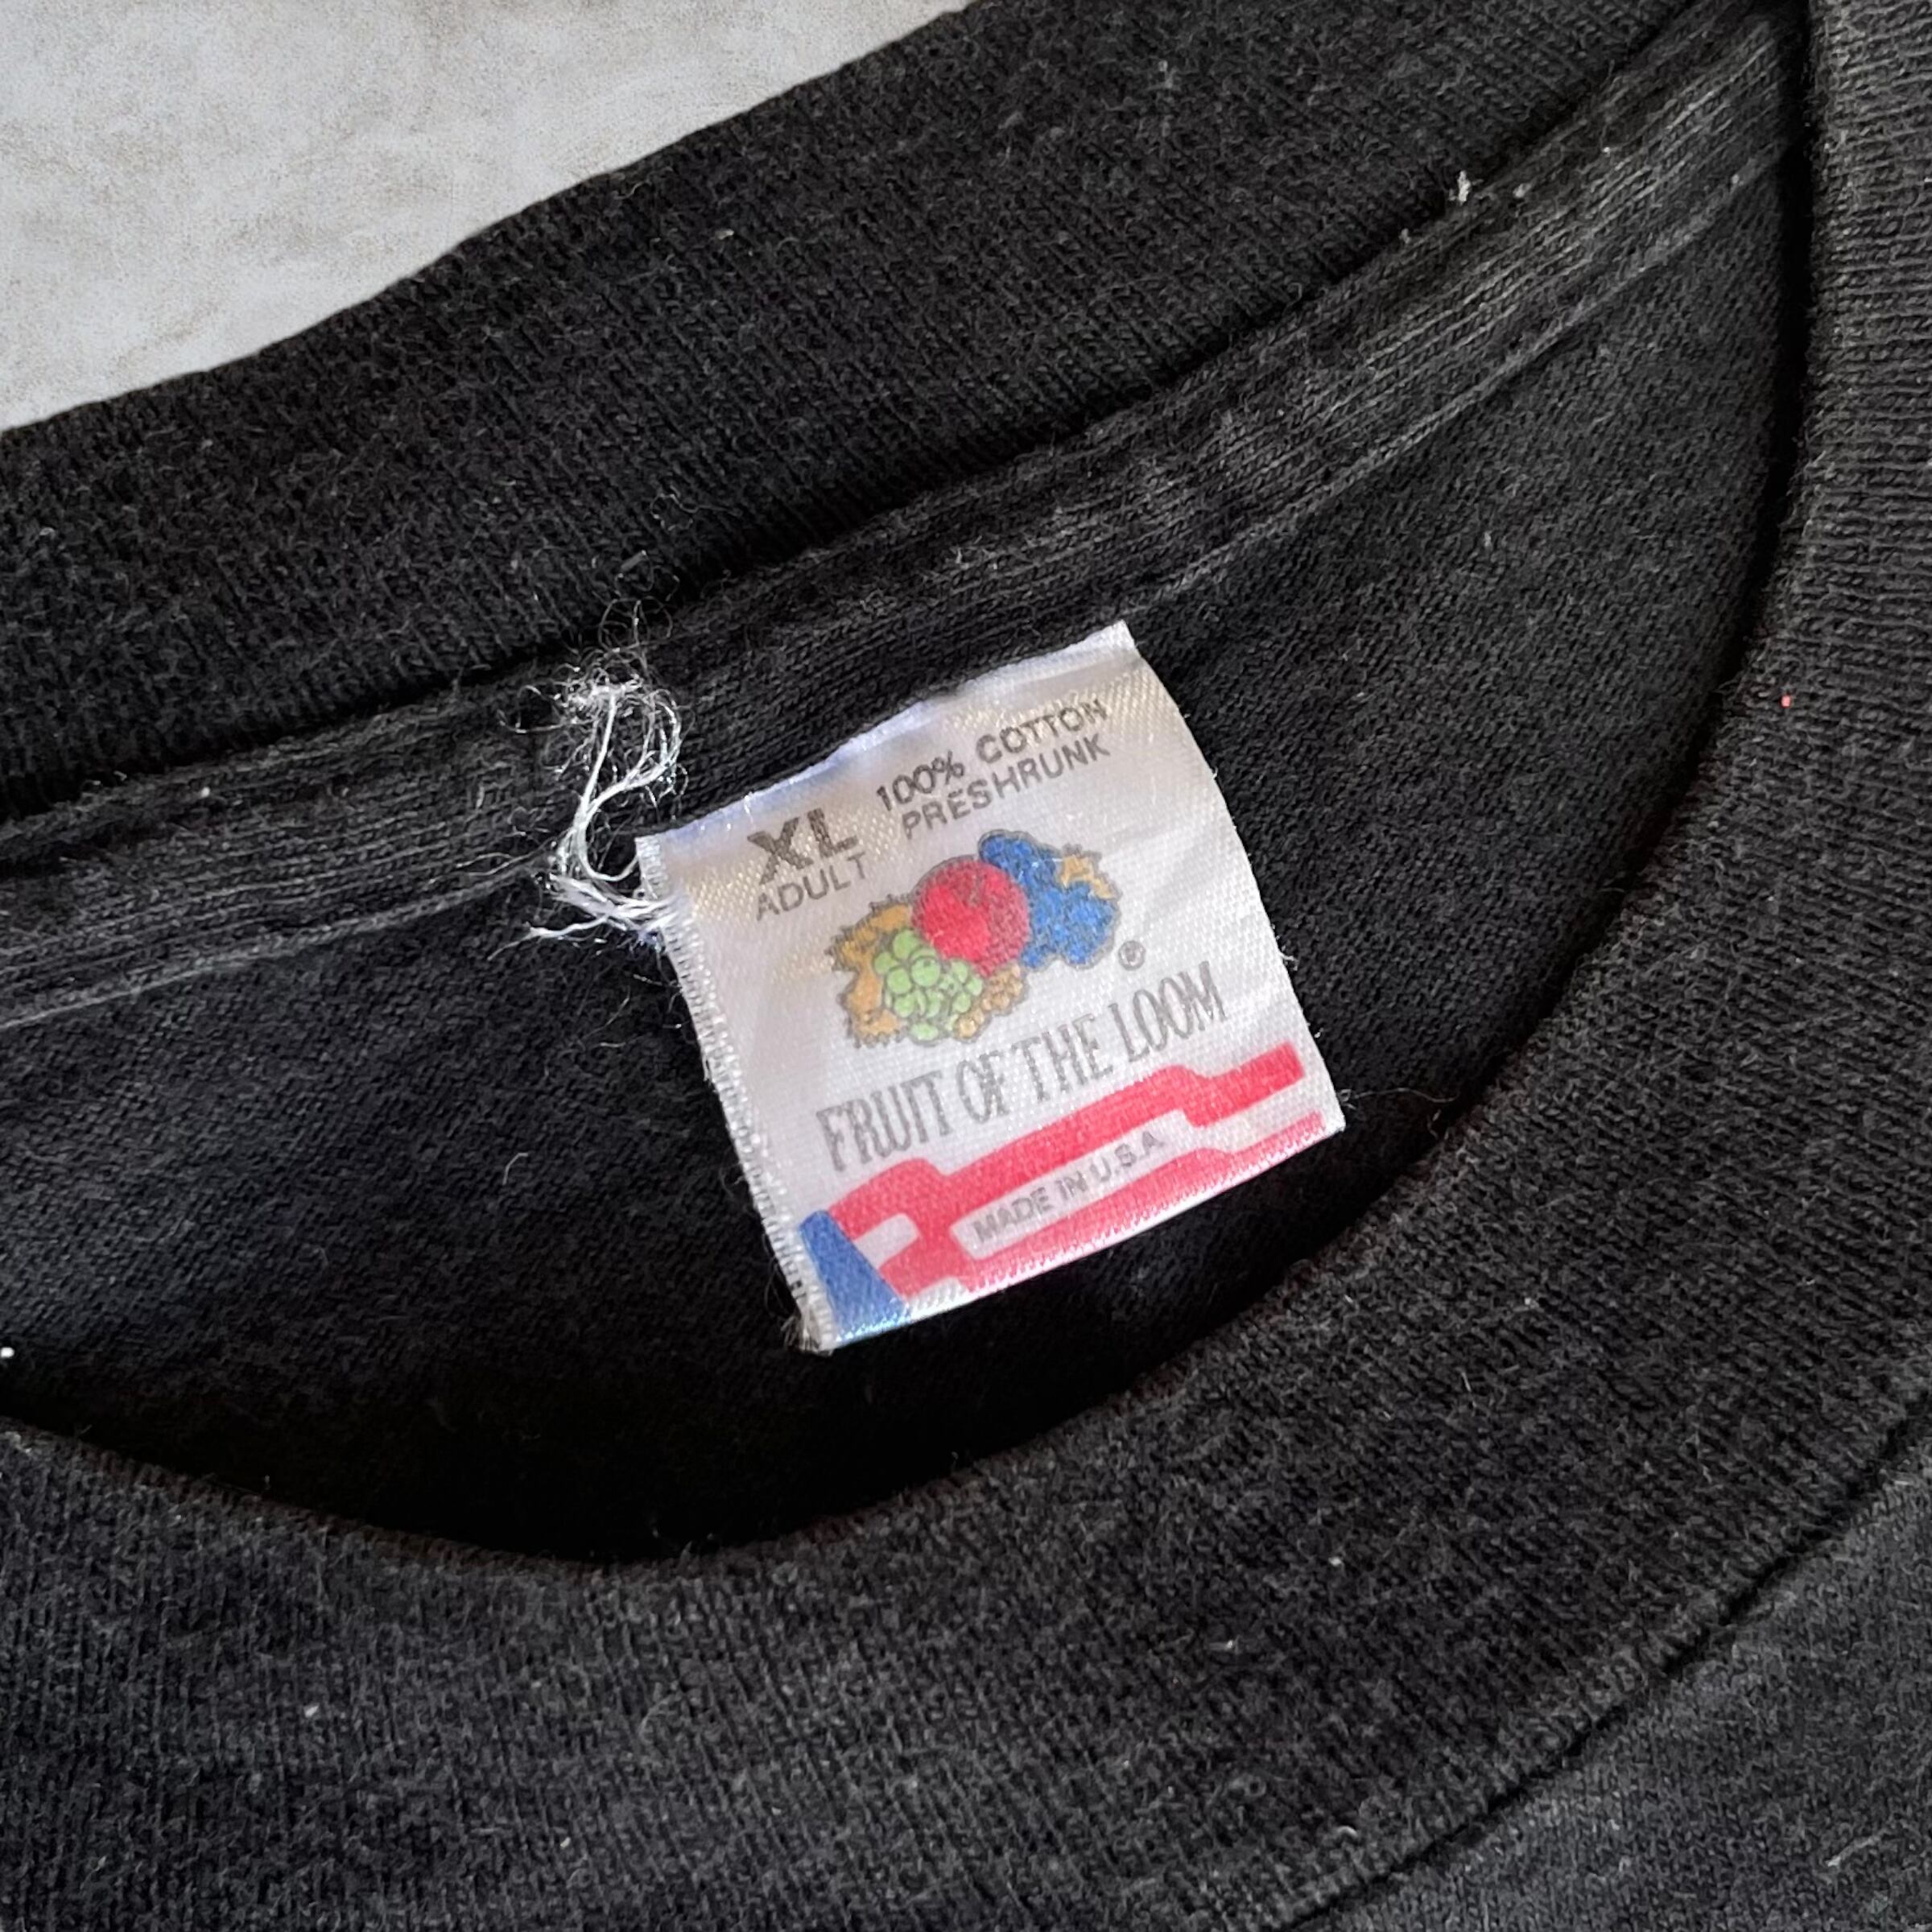 XL
ADULT
100% COTTON
PRESHRUNK
®
FRUIT OF THE LOOM
MADE IN U.S.A.